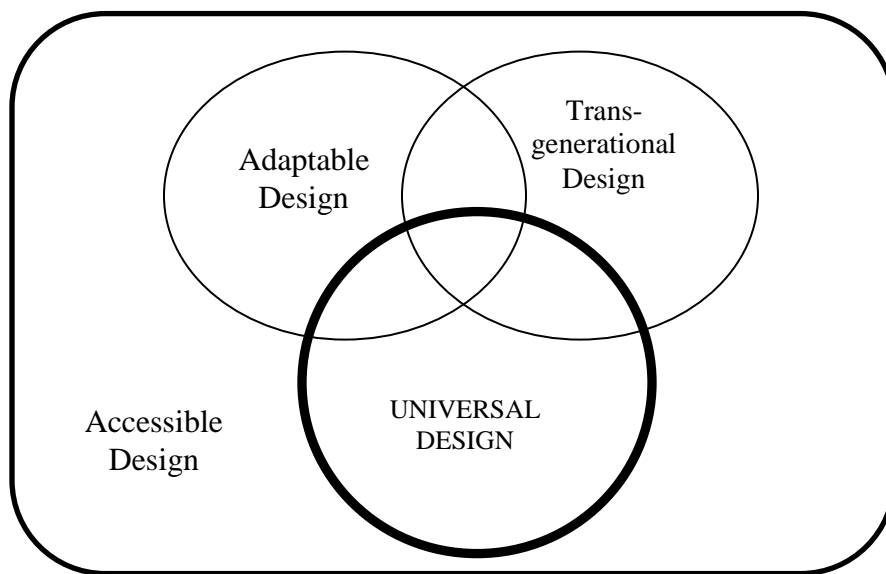 Adaptable
Design
Trans-
generational
Design
Accessible
Design
UNIVERSAL
DESIGN